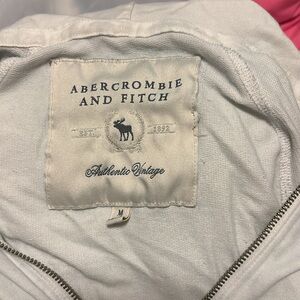 ABERCROMBIE
AND FITCH
EST. 1892
Authentic Vintage
M